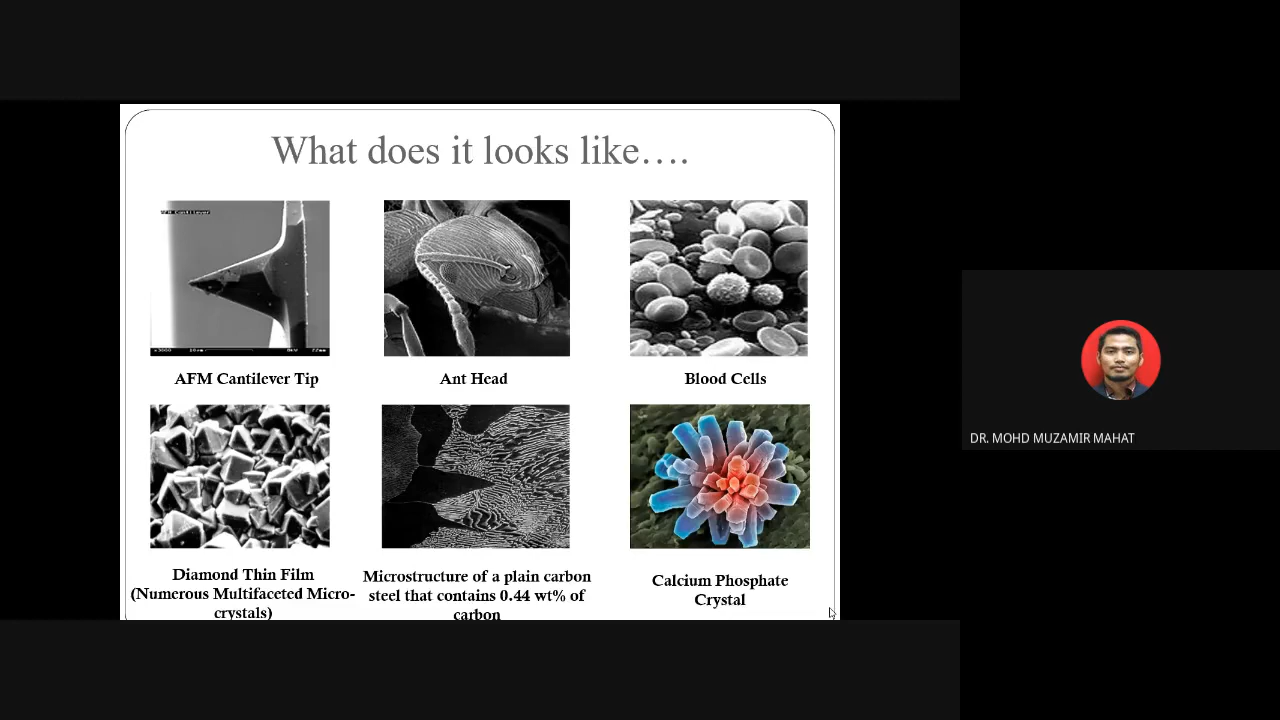 What does it looks like….
AFM Cantilever Tip
Ant Head
Blood Cells
Diamond Thin Film
(Numerous Multifaceted Micro-
crystals)
Microstructure of a plain carbon
steel that contains 0.44 wt% of
carbon
Calcium Phosphate
Crystal
DR. MOHD MUZAMIR MAHAT